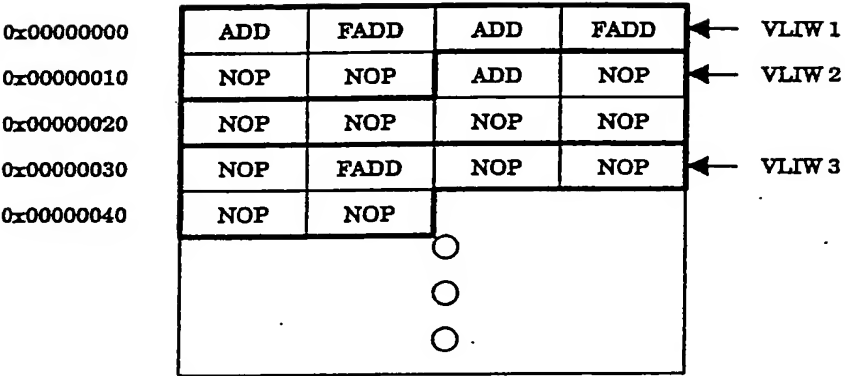 0x00000000 ADD FADD ADD FADD VLIW 1
0x00000010 NOP NOP ADD NOP VLIW 2
0x00000020 NOP NOP NOP NOP
0x00000030 NOP FADD NOP NOP VLIW 3
0x00000040 NOP NOP